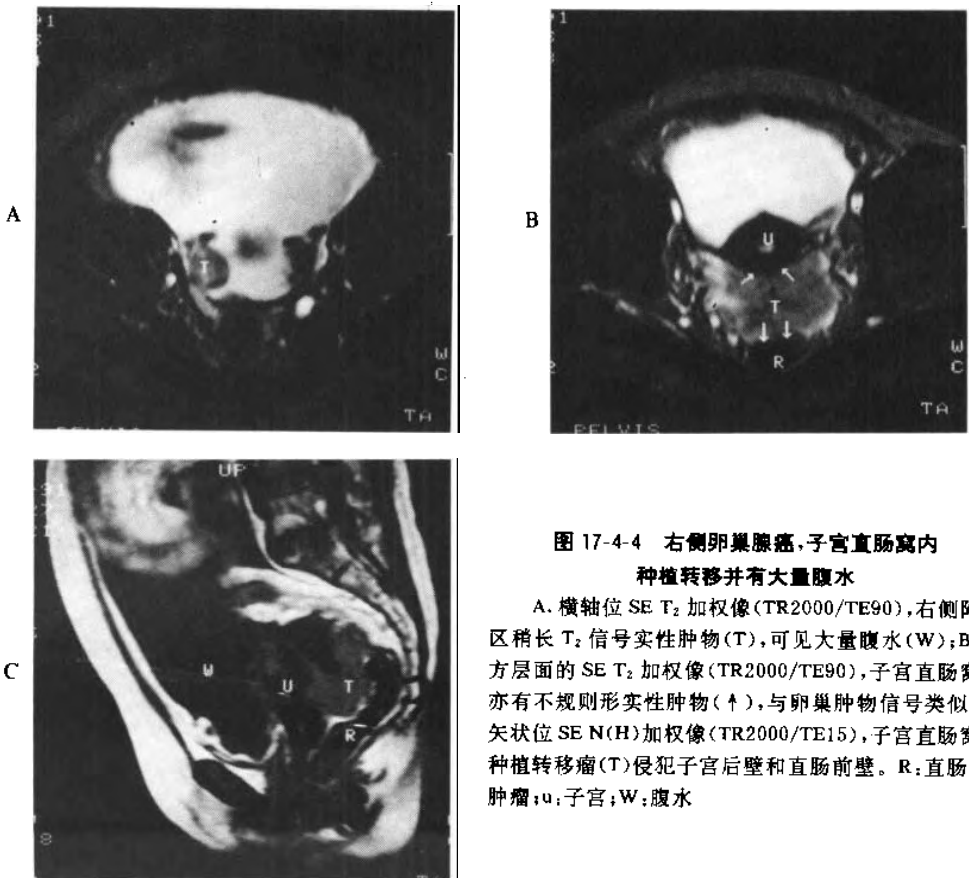 A
T
W
C
TA
PELVIS
B
U
T
R
W
C
TA
PELVIS
C
UP
W
U
T
R
8
图 17-4-4 右侧卵巢腺癌,子宫直肠窝内
种植转移并有大量腹水
A.横轴位 SE T₂ 加权像(TR2000/TE90),右侧附
区稍长 T₂ 信号实性肿物(T),可见大量腹水(W);B
方层面的 SE T₂ 加权像(TR2000/TE90),子宫直肠窝
亦有不规则形实性肿物(↑),与卵巢肿物信号类似
矢状位 SE N(H)加权像(TR2000/TE15),子宫直肠窝
种植转移瘤(T)侵犯子宫后壁和直肠前壁。R:直肠
肿瘤;u:子宫;W:腹水